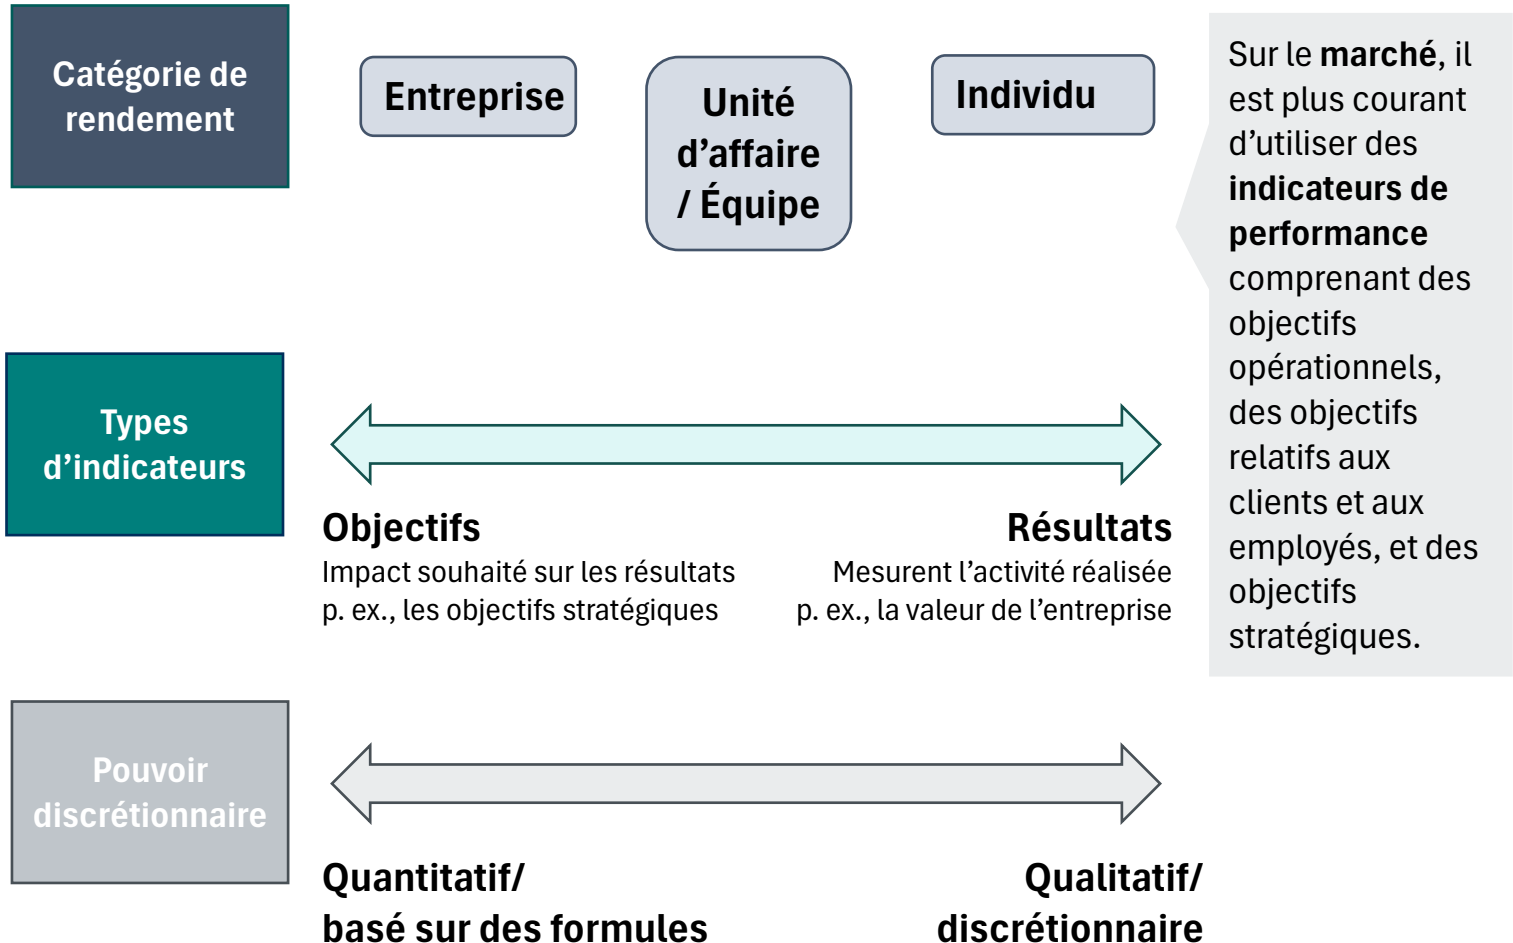 Catégorie de
rendement
Entreprise
Unité
d’affaire
/ Équipe
Individu
Sur le marché, il
est plus courant
d’utiliser des
indicateurs de
performance
comprenant des
objectifs
opérationnels,
des objectifs
relatifs aux
clients et aux
employés, et des
objectifs
stratégiques.
Types
d’indicateurs
Objectifs
Impact souhaité sur les résultats
p. ex., les objectifs stratégiques
Résultats
Mesurent l’activité réalisée
p. ex., la valeur de l’entreprise
Pouvoir
discrétionnaire
Quantitatif/
basé sur des formules
Qualitatif/
discrétionnaire